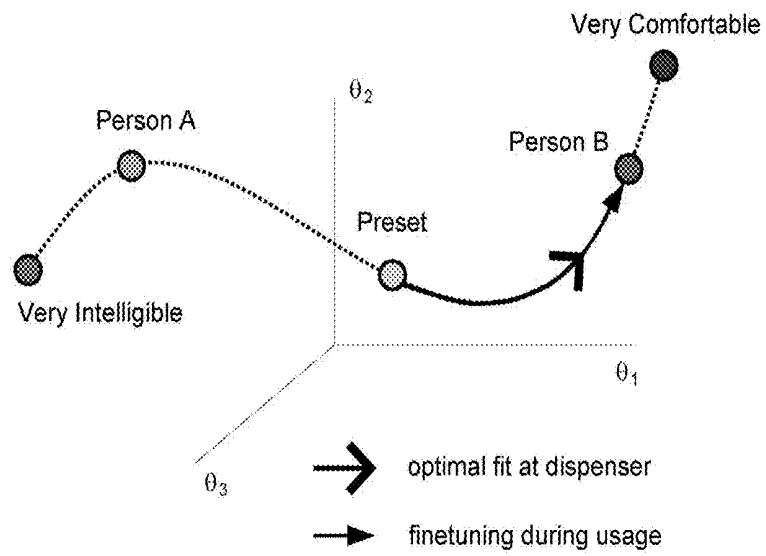 Very Comfortable
θ2
Person A
Person B
Preset
Very Intelligible
θ1
θ3
optimal fit at dispenser
finetuning during usage